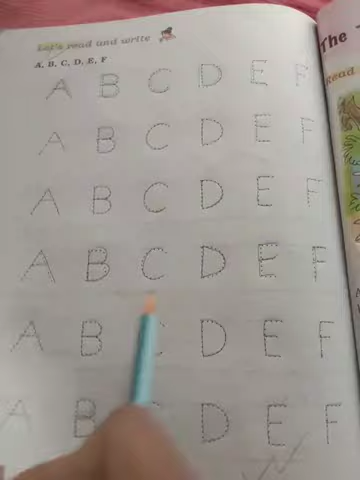 Let's read and write
A, B, C, D, E, F
A B C D E F
A B C D E F
A B C D E F
A B C D E F
A B C D E F
A B C D E F
The
Read